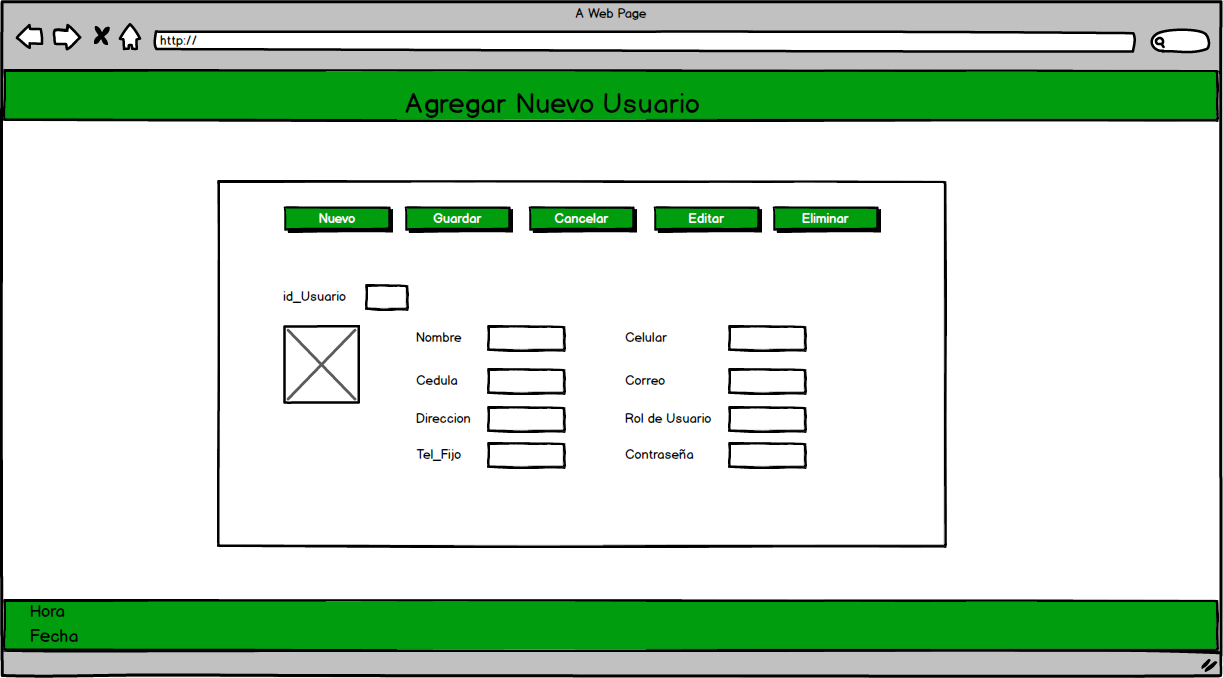 A Web Page
http://
Agregar Nuevo Usuario
Nuevo Guardar Cancelar Editar Eliminar
id_Usuario
Nombre Celular
Cedula Correo
Direccion Rol de Usuario
Tel_Fijo Contraseña
Hora
Fecha